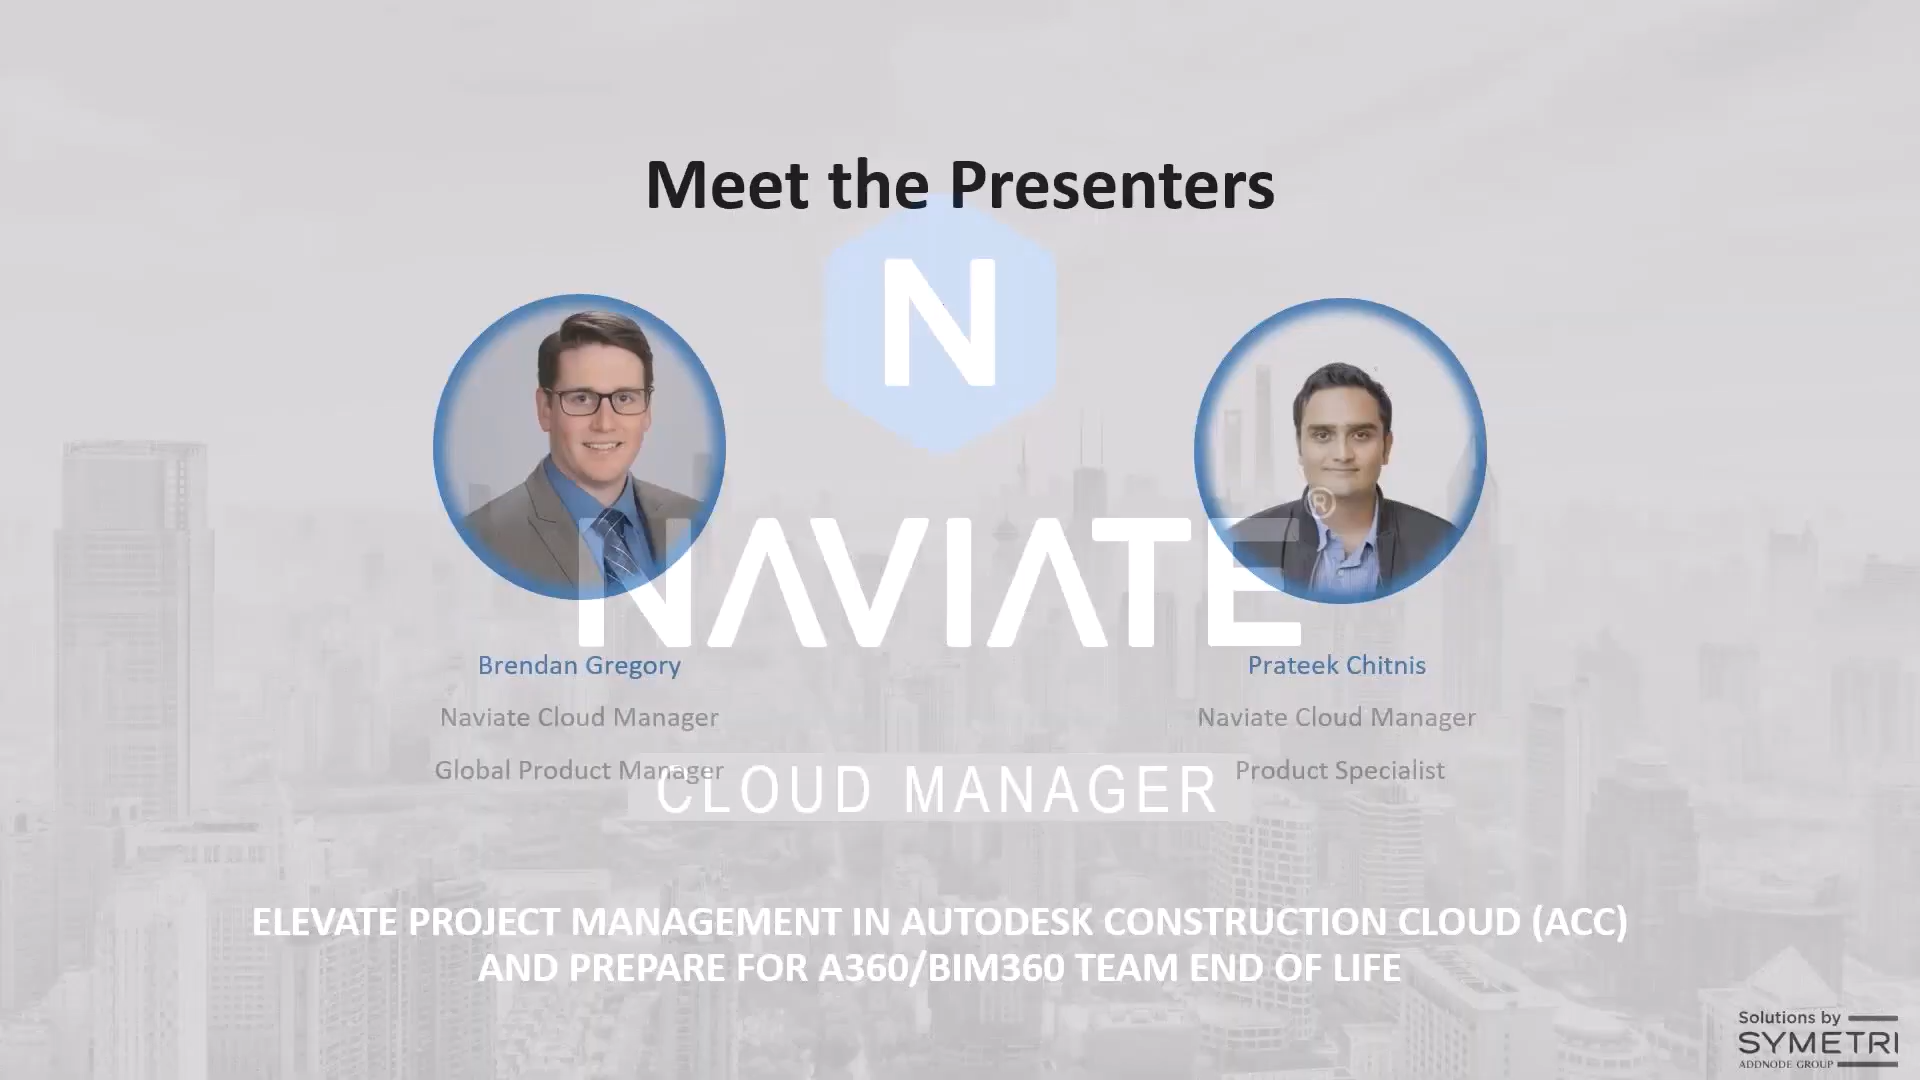 Meet the Presenters
N
NAVIATE®
Brendan Gregory
Prateek Chitnis
Naviate Cloud Manager
Naviate Cloud Manager
Global Product Manager
Product Specialist
CLOUD MANAGER
ELEVATE PROJECT MANAGEMENT IN AUTODESK CONSTRUCTION CLOUD (ACC)
AND PREPARE FOR A360/BIM360 TEAM END OF LIFE
Solutions by
SYMETRI
ADDNODE GROUP